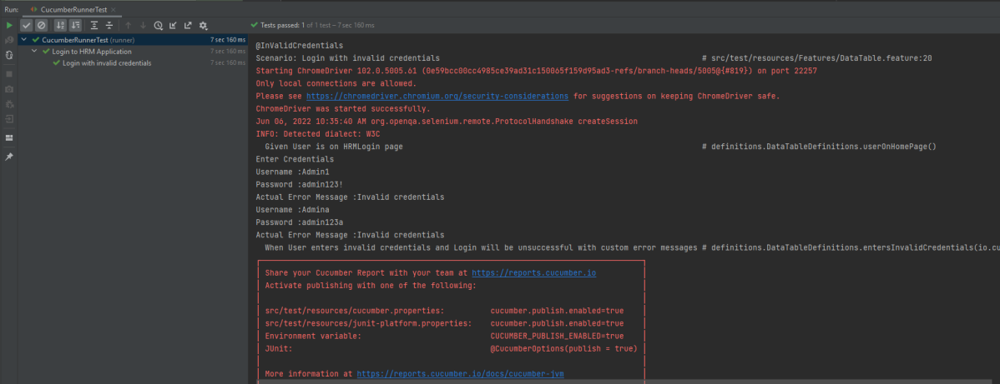 Run: CucumberRunnerTest ×
Tests passed: 1 of 1 test – 7 sec 160 ms
CucumberRunnerTest (runner) 7 sec 160 ms
Login to HRM Application 7 sec 160 ms
Login with invalid credentials 7 sec 160 ms
@InValidCredentials
Scenario: Login with invalid credentials # src/test/resources/Features/DataTable.feature:20
Starting ChromeDriver 102.0.5005.61 (0e59bcc00cc4985ce39ad31c150065f159d95ad3-refs/branch-heads/5005@{#819}) on port 22257
Only local connections are allowed.
Please see https://chromedriver.chromium.org/security-considerations for suggestions on keeping ChromeDriver safe.
ChromeDriver was started successfully.
Jun 06, 2022 10:35:40 AM org.openqa.selenium.remote.ProtocolHandshake createSession
INFO: Detected dialect: W3C
Given User is on HRMLogin page # definitions.DataTableDefinitions.userOnHomePage()
Enter Credentials
Username :Admin1
Password :admin123!
Actual Error Message :Invalid credentials
Username :Admina
Password :admin123a
Actual Error Message :Invalid credentials
When User enters invalid credentials and Login will be unsuccessful with custom error messages # definitions.DataTableDefinitions.entersInvalidCredentials(io.cu
Share your Cucumber Report with your team at https://reports.cucumber.io
Activate publishing with one of the following:
src/test/resources/cucumber.properties: cucumber.publish.enabled=true
src/test/resources/junit-platform.properties: cucumber.publish.enabled=true
Environment variable: CUCUMBER_PUBLISH_ENABLED=true
JUnit: @CucumberOptions(publish = true)
More information at https://reports.cucumber.io/docs/cucumber-jvm